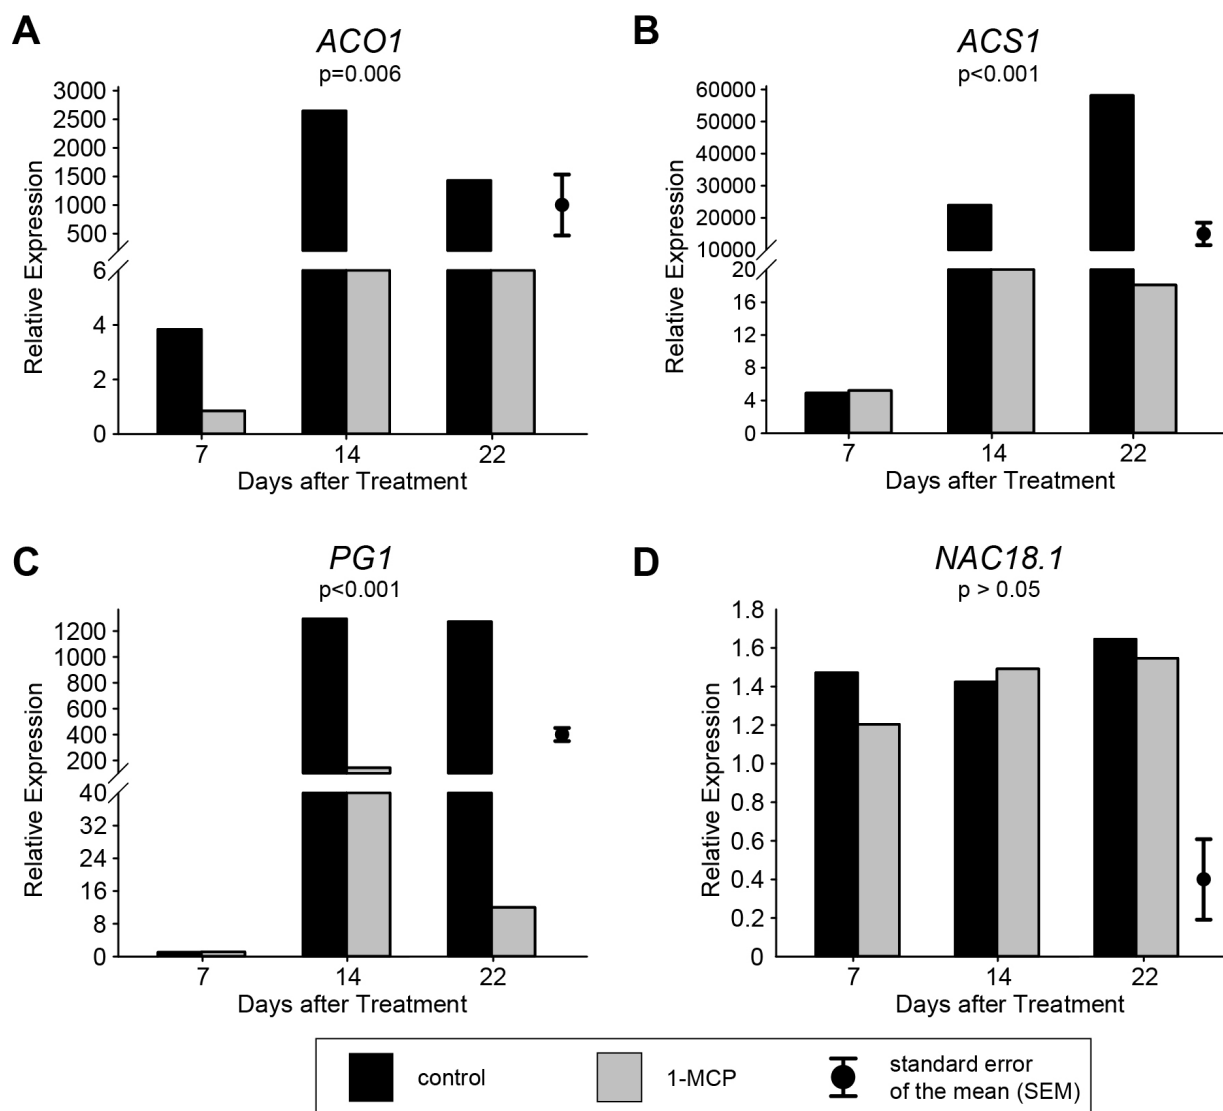 A
ACO1
p=0.006
Relative Expression
3000
2500
2000
1500
1000
500
6
4
2
0
7
14
22
Days after Treatment
B
ACS1
p<0.001
Relative Expression
60000
50000
40000
30000
20000
10000
20
16
12
8
4
0
7
14
22
Days after Treatment
C
PG1
p<0.001
Relative Expression
1200
1000
800
600
400
200
40
32
24
16
8
0
7
14
22
Days after Treatment
D
NAC18.1
p > 0.05
Relative Expression
1.8
1.6
1.4
1.2
1.0
0.8
0.6
0.4
0.2
0
7
14
22
Days after Treatment
control
1-MCP
standard error
of the mean (SEM)